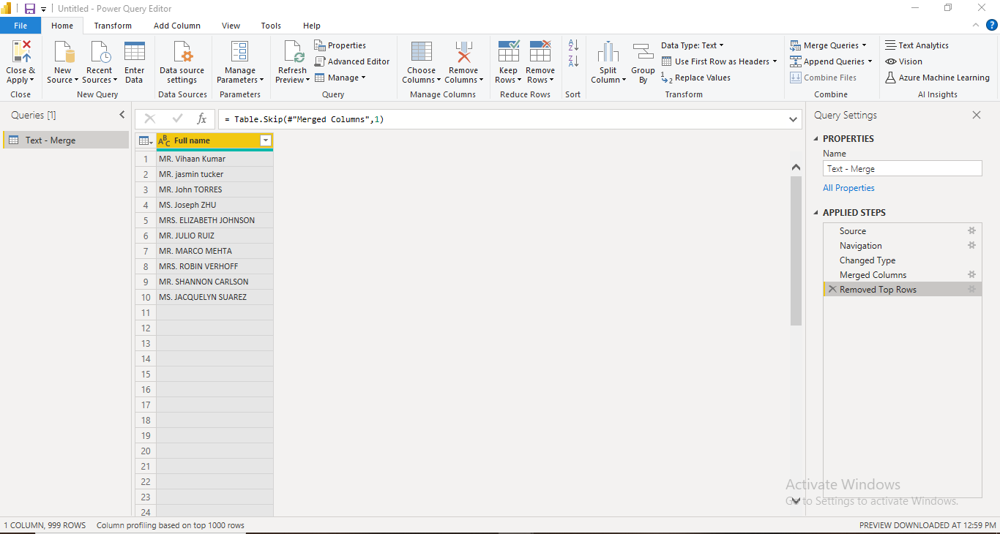 Untitled - Power Query Editor
File Home Transform Add Column View Tools Help
Close & Apply
New Source
Recent Sources
Enter Data
Data source settings
Manage Parameters
Refresh Preview
Properties
Advanced Editor
Manage
Choose Columns
Remove Columns
Keep Rows
Remove Rows
A
Z
Z
A
Split Column
Group By
Data Type: Text
Use First Row as Headers
1 2 Replace Values
Merge Queries
Append Queries
Combine Files
Text Analytics
Vision
Azure Machine Learning
Close New Query Data Sources Parameters Query Manage Columns Reduce Rows Sort Transform Combine AI Insights
Queries [1]
Text - Merge
fx = Table.Skip(#"Merged Columns",1)
ABC Full name
1 MR. Vihaan Kumar
2 MR. jasmin tucker
3 MR. John TORRES
4 MS. Joseph ZHU
5 MRS. ELIZABETH JOHNSON
6 MR. JULIO RUIZ
7 MR. MARCO MEHTA
8 MRS. ROBIN VERHOFF
9 MR. SHANNON CARLSON
10 MS. JACQUELYN SUAREZ
11
12
13
14
15
16
17
18
19
20
21
22
23
24
Query Settings
PROPERTIES
Name
Text - Merge
All Properties
APPLIED STEPS
Source
Navigation
Changed Type
Merged Columns
Removed Top Rows
Activate Windows
Go to Settings to activate Windows.
1 COLUMN, 999 ROWS Column profiling based on top 1000 rows
PREVIEW DOWNLOADED AT 12:59 PM